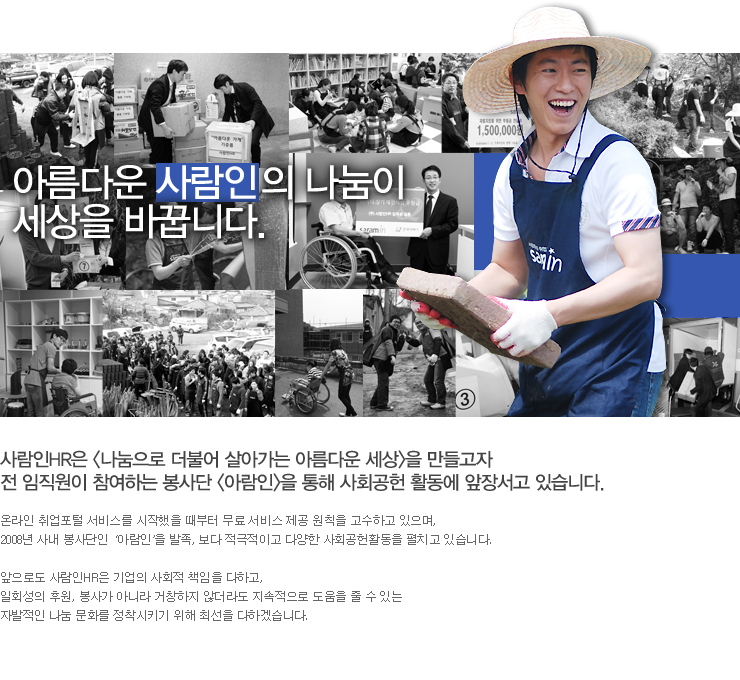 1,500,000원
"아름다운 가게"
아름다운 사람인의 나눔이
세상을 바꿉니다.
saramin
③
사람인HR은 <나눔으로 더불어 살아가는 아름다운 세상>을 만들고자
전 임직원이 참여하는 봉사단 <아람인>을 통해 사회공헌 활동에 앞장서고 있습니다.
온라인 취업포털 서비스를 시작했을 때부터 무료 서비스 제공 원칙을 고수하고 있으며,
2008년 사내 봉사단인 '아람인'을 발족, 보다 적극적이고 다양한 사회공헌활동을 펼치고 있습니다.
앞으로도 사람인HR은 기업의 사회적 책임을 다하고,
일회성의 후원, 봉사가 아니라 거창하지 않더라도 지속적으로 도움을 줄 수 있는
자발적인 나눔 문화를 정착시키기 위해 최선을 다하겠습니다.